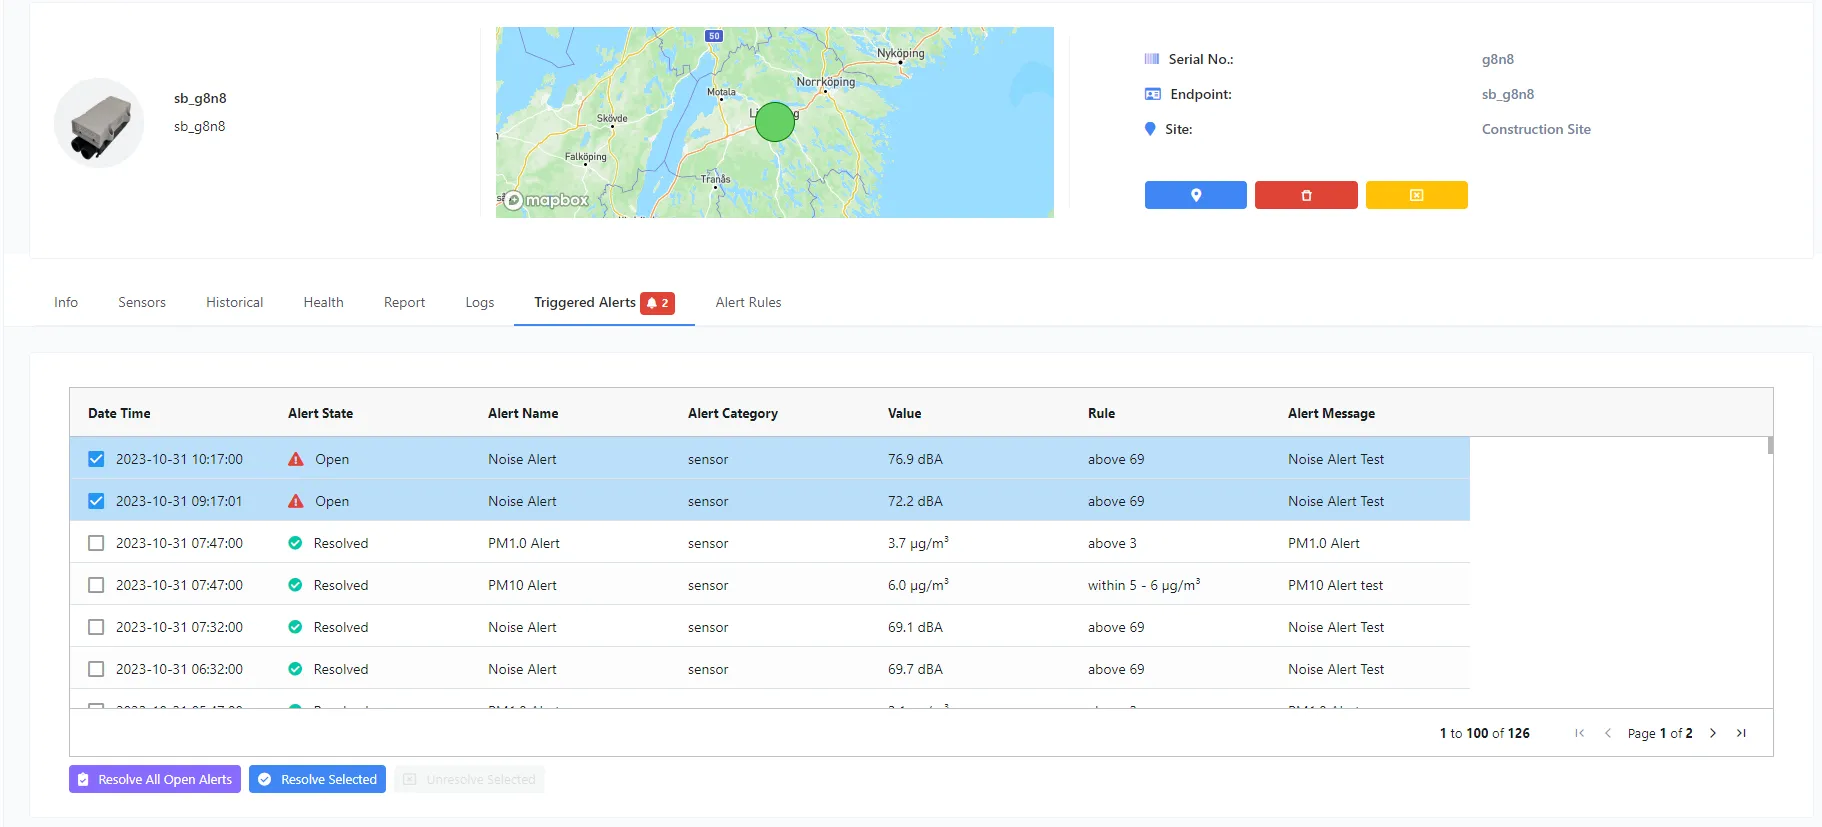 sb_g8n8
sb_g8n8
50
Nyköping
Norrköping
Motala
Skövde
Falköping
Tranås
mapbox
Serial No.: g8n8
Endpoint: sb_g8n8
Site: Construction Site
Info Sensors Historical Health Report Logs Triggered Alerts 2 Alert Rules
Date Time Alert State Alert Name Alert Category Value Rule Alert Message
2023-10-31 10:17:00 Open Noise Alert sensor 76.9 dBA above 69 Noise Alert Test
2023-10-31 09:17:01 Open Noise Alert sensor 72.2 dBA above 69 Noise Alert Test
2023-10-31 07:47:00 Resolved PM1.0 Alert sensor 3.7 µg/m³ above 3 PM1.0 Alert
2023-10-31 07:47:00 Resolved PM10 Alert sensor 6.0 µg/m³ within 5 - 6 µg/m³ PM10 Alert test
2023-10-31 07:32:00 Resolved Noise Alert sensor 69.1 dBA above 69 Noise Alert Test
2023-10-31 06:32:00 Resolved Noise Alert sensor 69.7 dBA above 69 Noise Alert Test
1 to 100 of 126 Page 1 of 2
Resolve All Open Alerts Resolve Selected Unresolve Selected